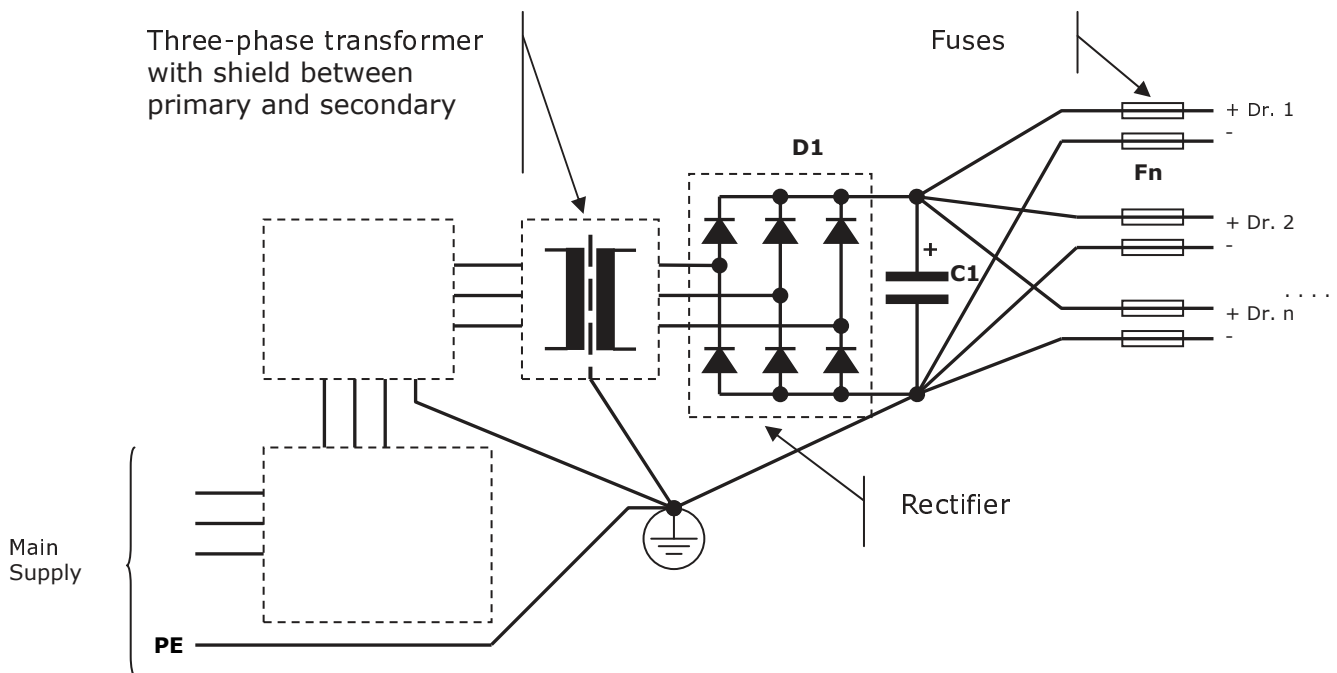 Three-phase transformer
with shield between
primary and secondary
Fuses
+ Dr. 1
-
D1
Fn
+ Dr. 2
-
+
C1
. . . .
+ Dr. n
-
Rectifier
Main
Supply
PE